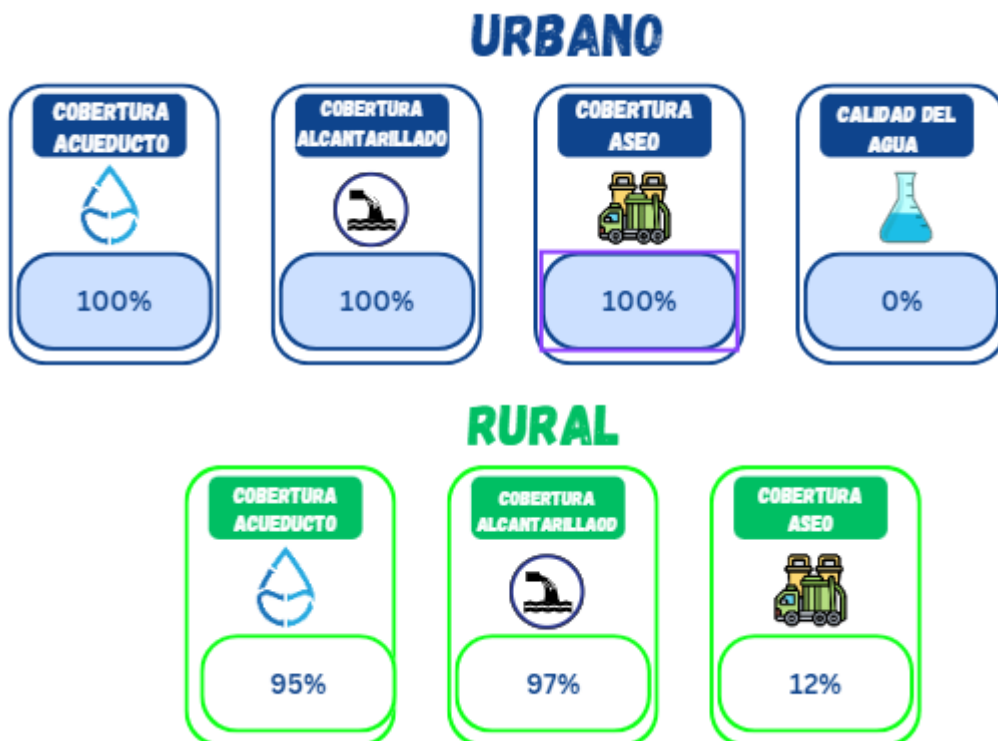 URBANO
COBERTURA
ACUEDUCTO
100%
COBERTURA
ALCANTARILLADO
100%
COBERTURA
ASEO
100%
CALIDAD DEL
AGUA
0%
RURAL
COBERTURA
ACUEDUCTO
95%
COBERTURA
ALCANTARILLAOD
97%
COBERTURA
ASEO
12%